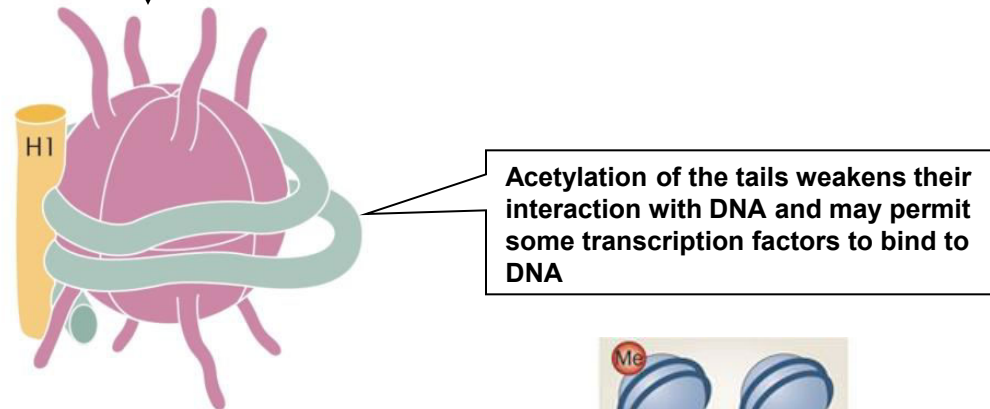 H1
Acetylation of the tails weakens their
interaction with DNA and may permit
some transcription factors to bind to
DNA
Me